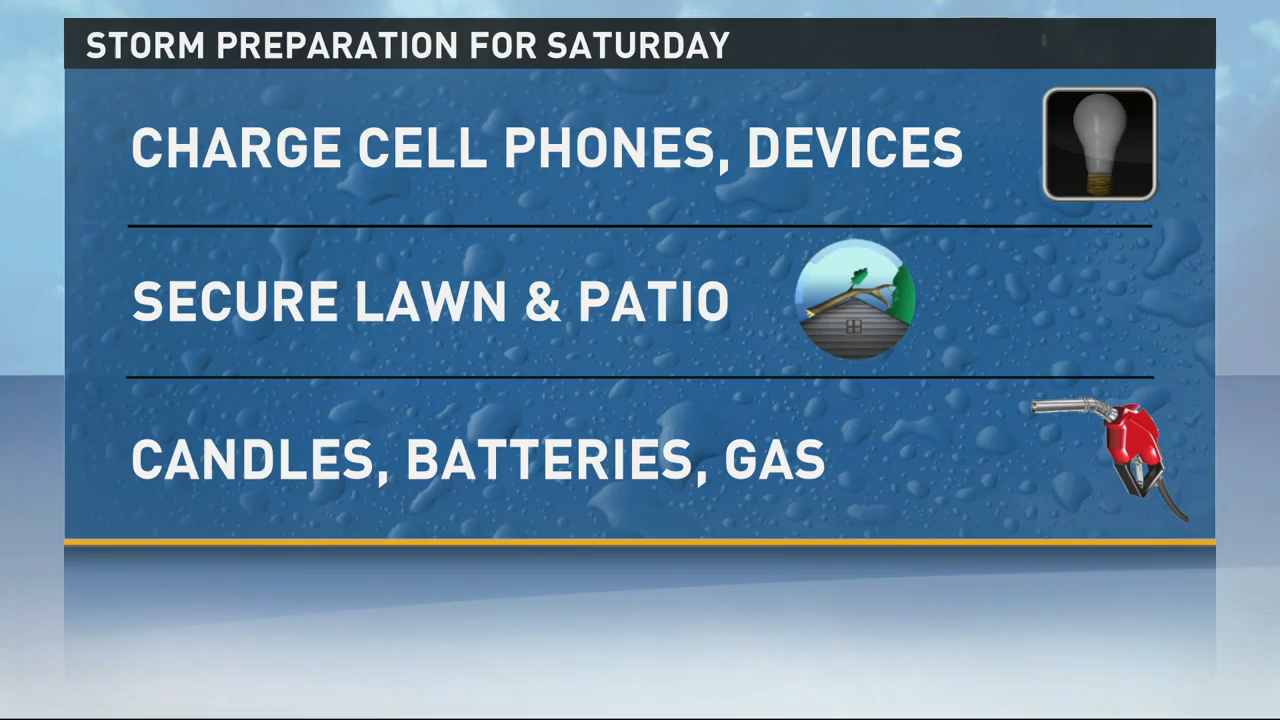 STORM PREPARATION FOR SATURDAY
CHARGE CELL PHONES, DEVICES
SECURE LAWN & PATIO
CANDLES, BATTERIES, GAS